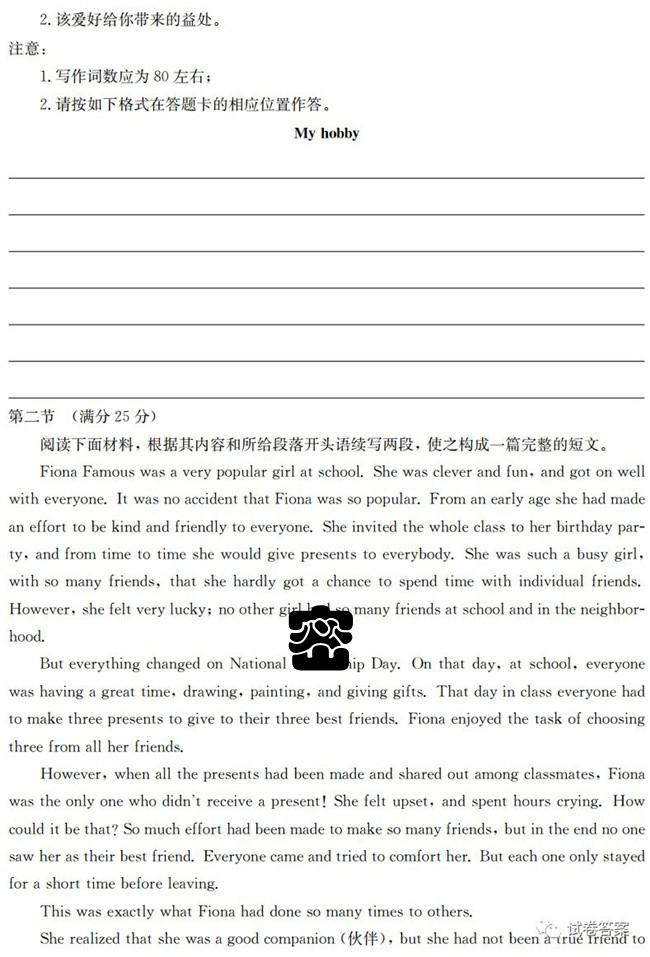 2. 该爱好给你带来的益处。
注意：
1. 写作词数应为 80 左右；
2. 请按如下格式在答题卡的相应位置作答。
My hobby
第二节 （满分 25 分）
阅读下面材料，根据其内容和所给段落开头语续写两段，使之构成一篇完整的短文。
Fiona Famous was a very popular girl at school. She was clever and fun, and got on well
with everyone. It was no accident that Fiona was so popular. From an early age she had made
an effort to be kind and friendly to everyone. She invited the whole class to her birthday par-
ty, and from time to time she would give presents to everybody. She was such a busy girl,
with so many friends, that she hardly got a chance to spend time with individual friends.
However, she felt very lucky; no other so many friends at school and in the neighbor-
hood.
But everything changed on National Day. On that day, at school, everyone
was having a great time, drawing, painting, and giving gifts. That day in class everyone had
to make three presents to give to their three best friends. Fiona enjoyed the task of choosing
three from all her friends.
However, when all the presents had been made and shared out among classmates, Fiona
was the only one who didn't receive a present! She felt upset, and spent hours crying. How
could it be that? So much effort had been made to make so many friends, but in the end no one
saw her as their best friend. Everyone came and tried to comfort her. But each one only stayed
for a short time before leaving.
This was exactly what Fiona had done so many times to others.
She realized that she was a good companion (伙伴), but she had not been a true friend to
试卷答案